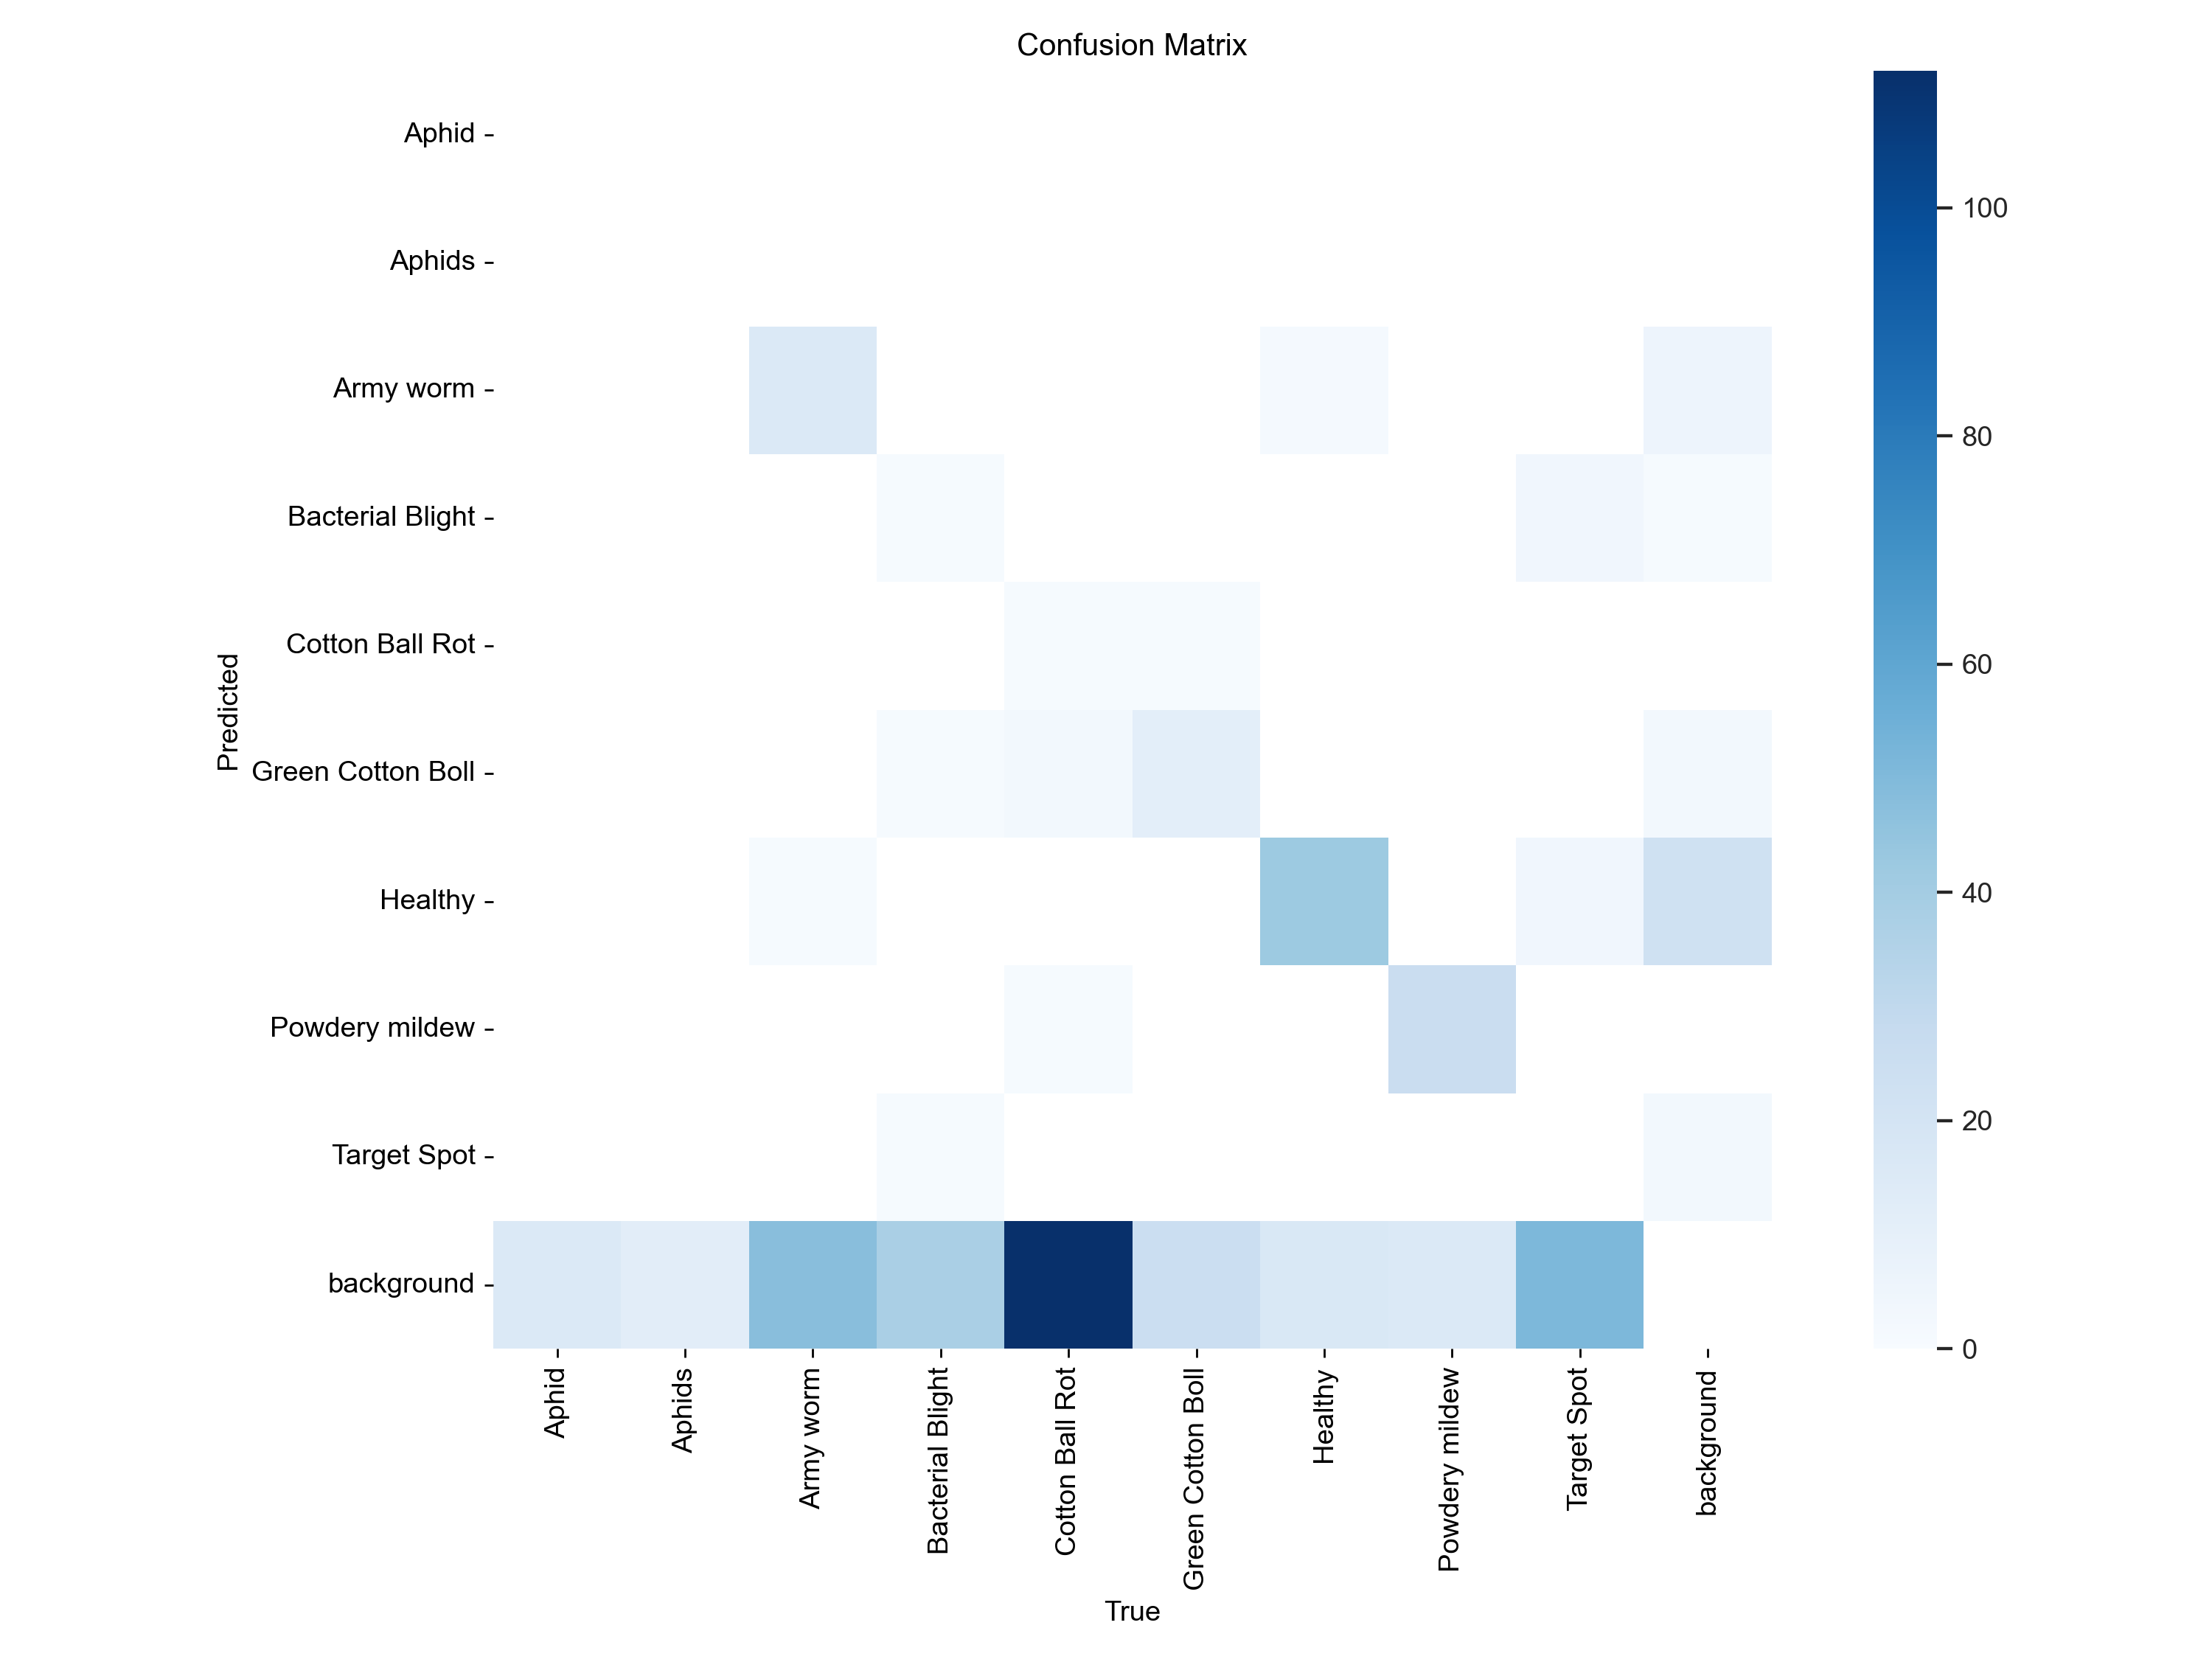 Confusion Matrix
Predicted
Aphid
Aphids
Army worm
Bacterial Blight
Cotton Ball Rot
Green Cotton Boll
Healthy
Powdery mildew
Target Spot
background
Aphid
Aphids
Army worm
Bacterial Blight
Cotton Ball Rot
Green Cotton Boll
Healthy
Powdery mildew
Target Spot
background
True
100
80
60
40
20
0